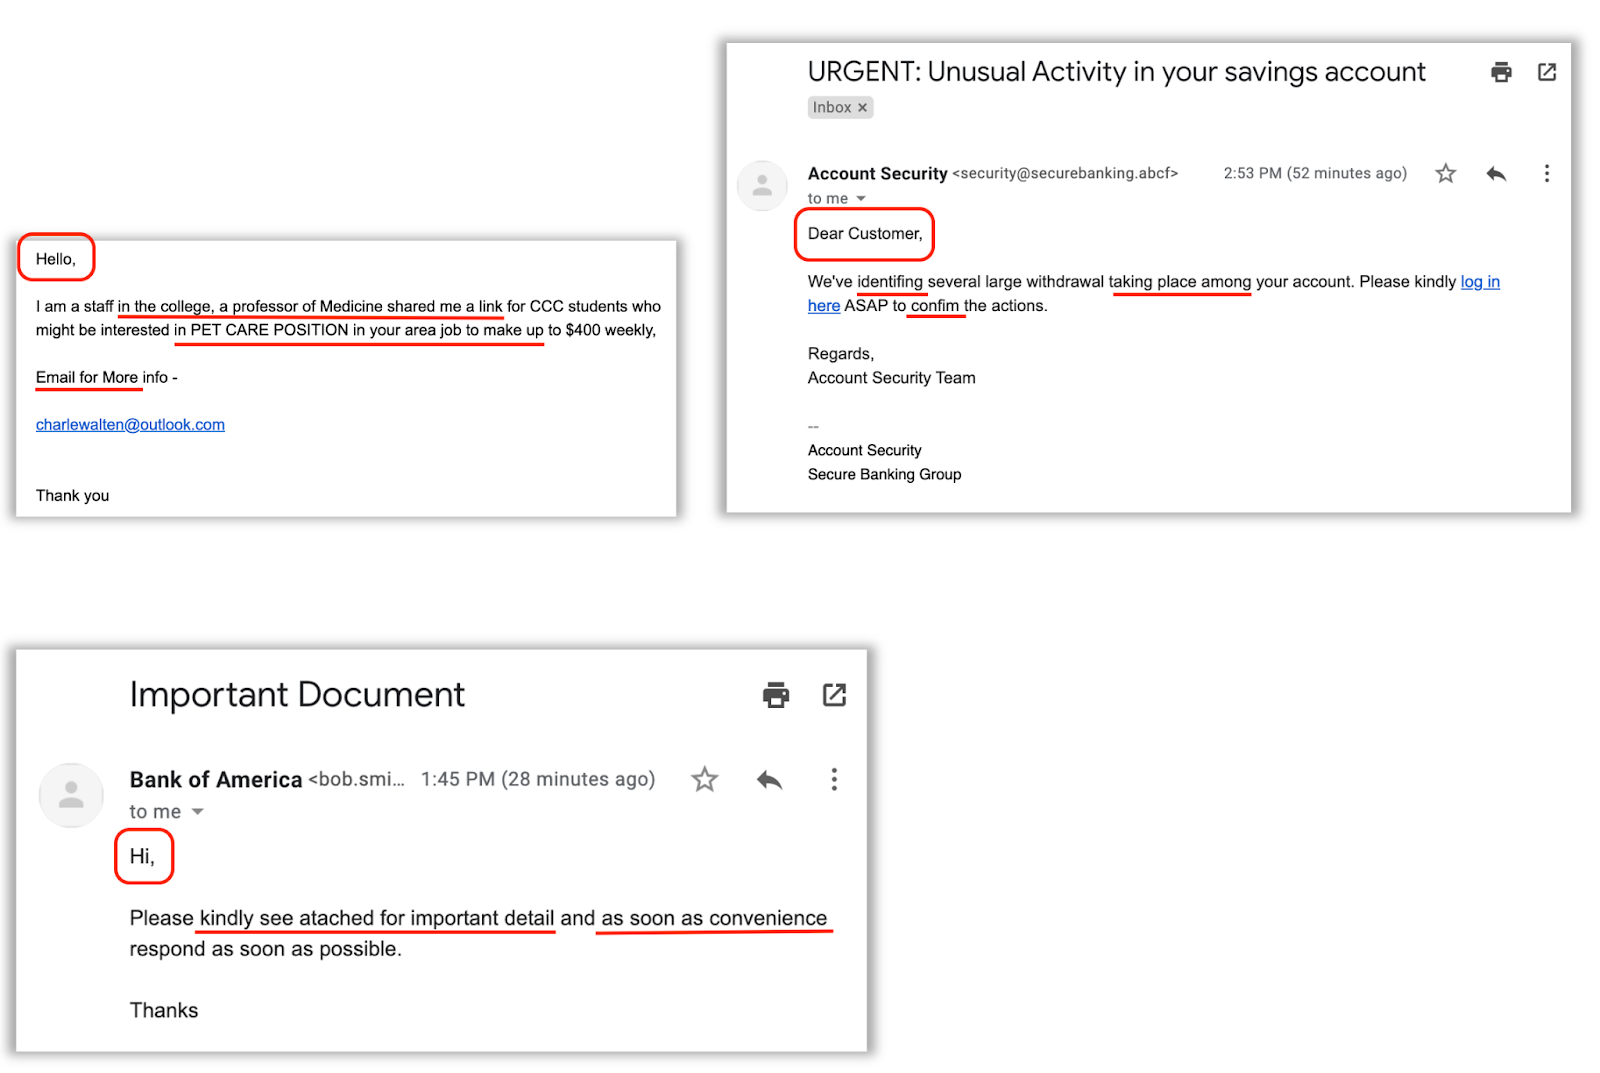 Hello,
I am a staff in the college, a professor of Medicine shared me a link for CCC students who
might be interested in PET CARE POSITION in your area job to make up to $400 weekly,
Email for More info -
charlewalten@outlook.com
Thank you
URGENT: Unusual Activity in your savings account
Inbox ×
Account Security <security@securebanking.abcf> 2:53 PM (52 minutes ago)
to me
Dear Customer,
We've identifing several large withdrawal taking place among your account. Please kindly log in
here ASAP to confim the actions.
Regards,
Account Security Team
--
Account Security
Secure Banking Group
Important Document
Bank of America <bob.smi... 1:45 PM (28 minutes ago)
to me
Hi,
Please kindly see atached for important detail and as soon as convenience
respond as soon as possible.
Thanks